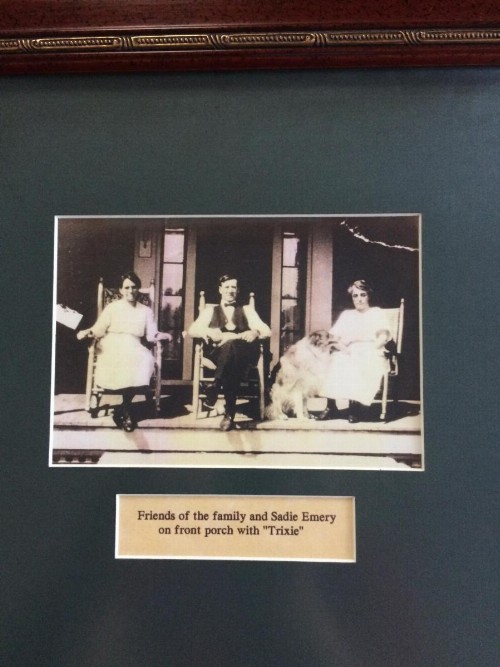 Friends of the family and Sadie Emery
on front porch with "Trixie"